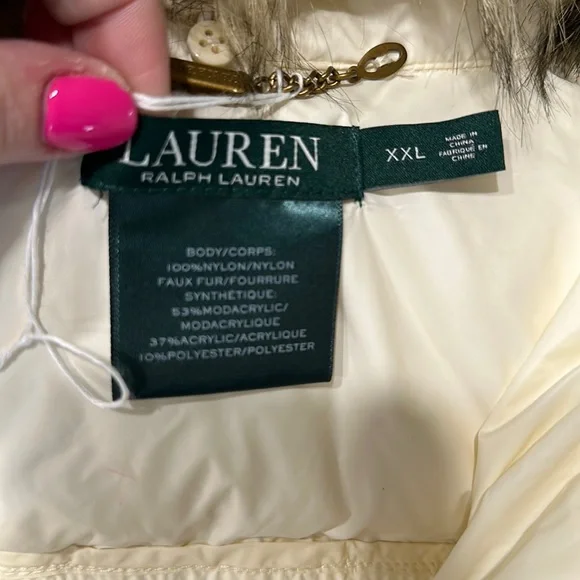 LAUREN
RALPH LAUREN
XXL
MADE IN
CHINA
FABRIQUÉ EN
CHINE
BODY/CORPS:
100%NYLON/NYLON
FAUX FUR/FOURRURE
SYNTHÉTIQUE:
53%MODACRYLIC/
MODACRYLIQUE
37%ACRYLIC/ACRYLIQUE
10%POLYESTER/POLYESTER